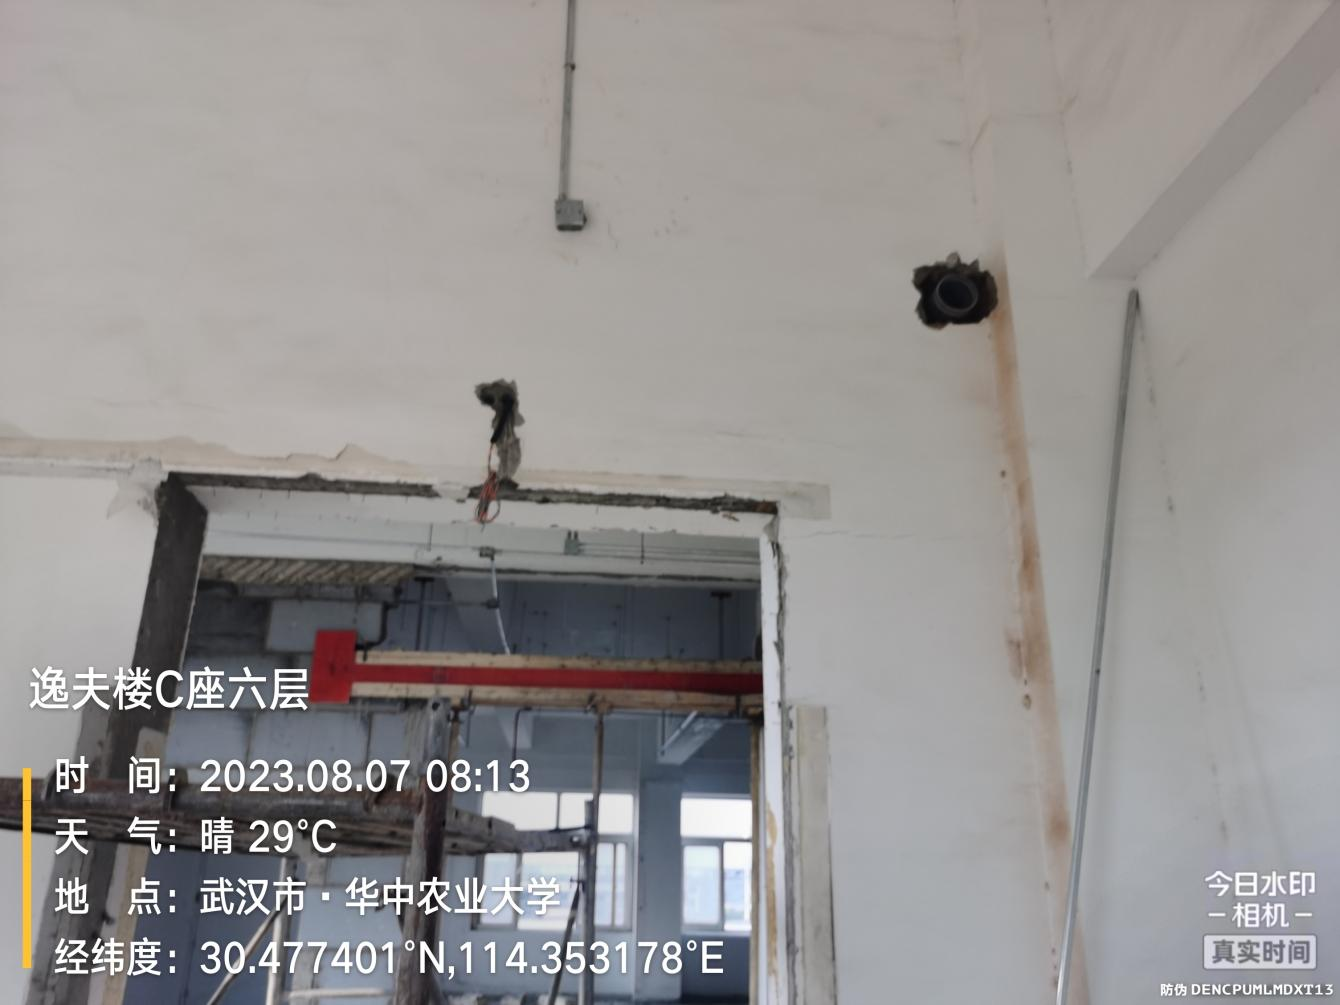 逸夫楼C座六层
时 间：2023.08.07 08:13
天 气：晴 29°C
地 点：武汉市·华中农业大学
经纬度：30.477401°N,114.353178°E
今日水印
-相机-
真实时间
防伪 DENCPUMLMDXT13